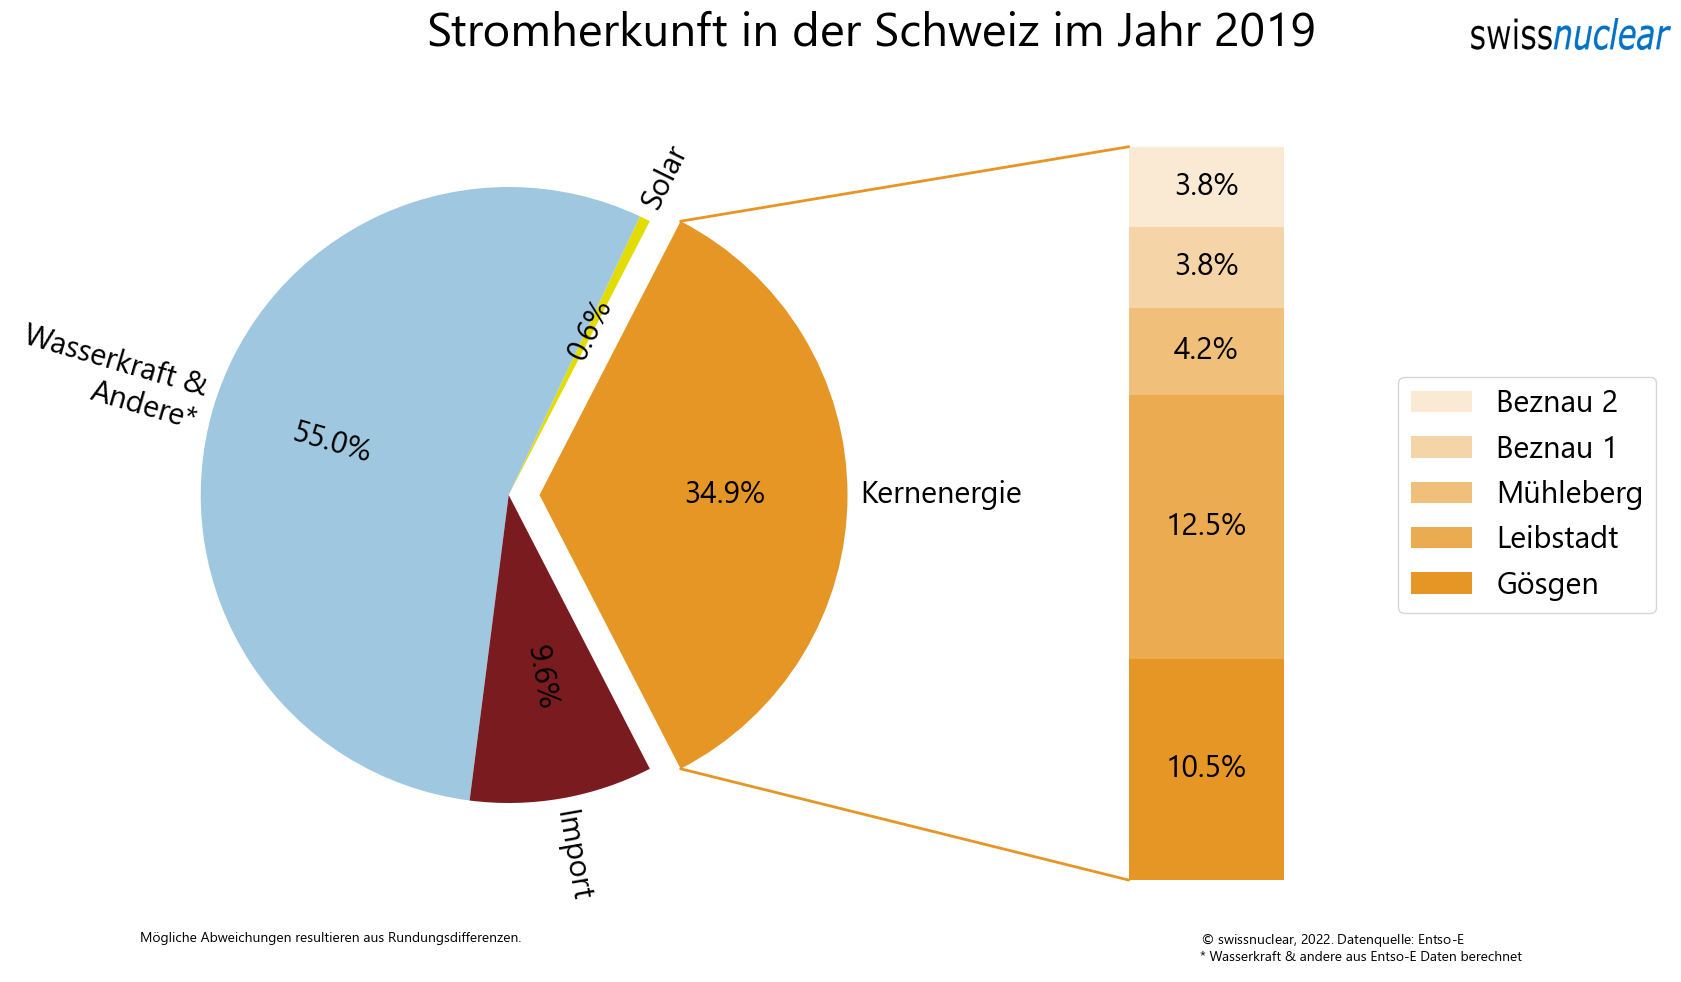 Stromherkunft in der Schweiz im Jahr 2019
swissnuclear
Solar
0.6%
Wasserkraft &
Andere*
55.0%
34.9%
Kernenergie
9.6%
Import
3.8%
3.8%
4.2%
12.5%
10.5%
Beznau 2
Beznau 1
Mühleberg
Leibstadt
Gösgen
Mögliche Abweichungen resultieren aus Rundungsdifferenzen.
© swissnuclear, 2022. Datenquelle: Entso-E
* Wasserkraft & andere aus Entso-E Daten berechnet